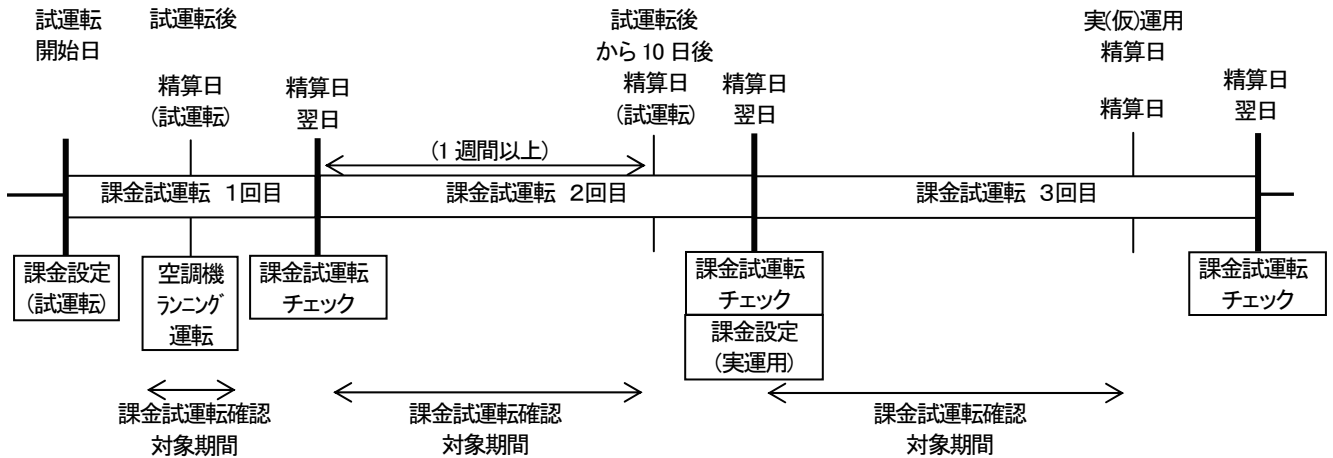 試運転
開始日
試運転後
精算日
(試運転)
精算日
翌日
試運転後
から 10 日後
精算日
(試運転)
精算日
翌日
実(仮)運用
精算日
精算日
精算日
翌日
(1 週間以上)
課金試運転 1回目
課金試運転 2回目
課金試運転 3回目
課金設定
(試運転)
空調機
ﾗﾝﾆﾝｸﾞ
運転
課金試運転
チェック
課金試運転
チェック
課金設定
(実運用)
課金試運転
チェック
課金試運転確認
対象期間
課金試運転確認
対象期間
課金試運転確認
対象期間